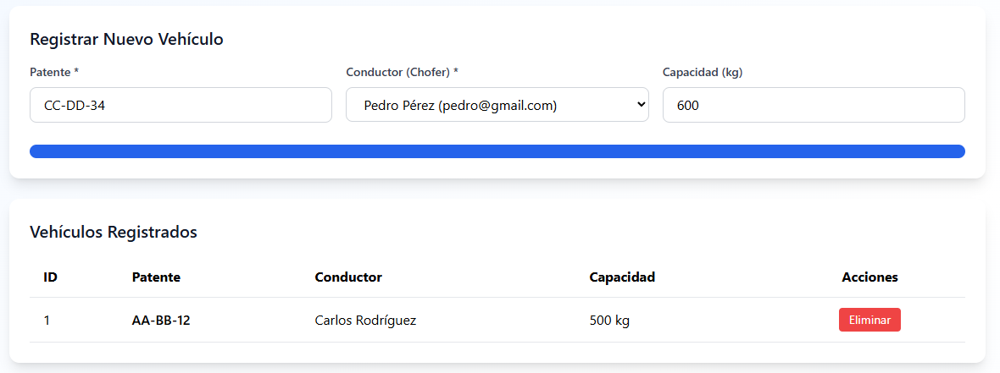 Registrar Nuevo Vehículo
Patente * Conductor (Chofer) * Capacidad (kg)
CC-DD-34 Pedro Pérez (pedro@gmail.com) 600
Vehículos Registrados
ID Patente Conductor Capacidad Acciones
1 AA-BB-12 Carlos Rodríguez 500 kg Eliminar